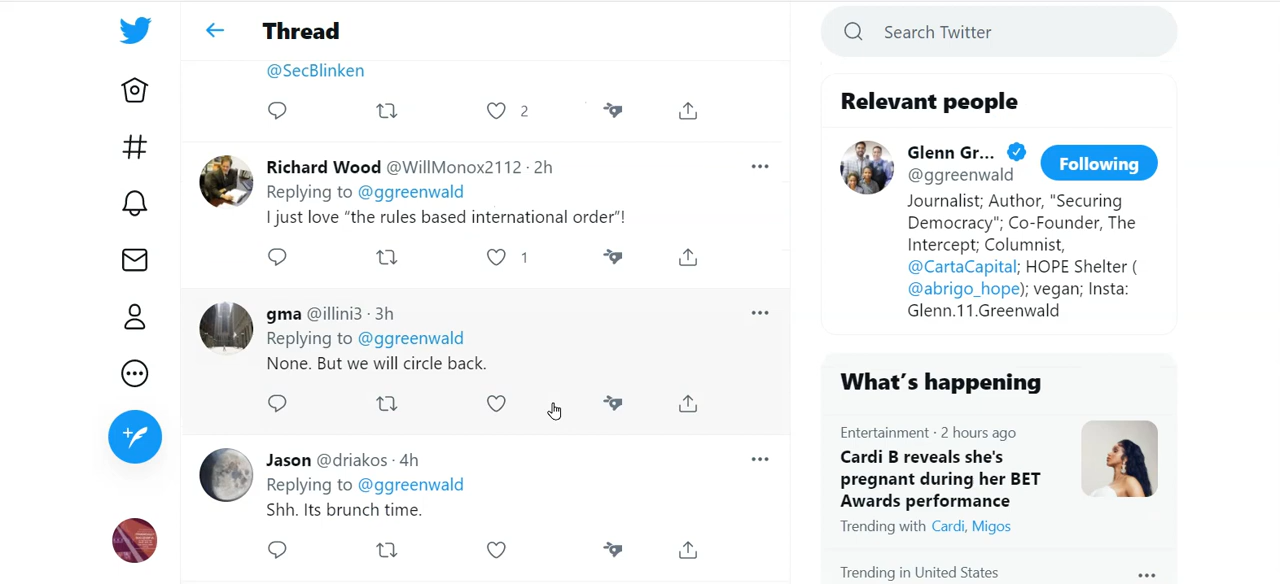 Thread
@SecBlinken
2
Richard Wood @WillMonox2112 · 2h
Replying to @ggreenwald
I just love “the rules based international order”!
1
gma @illini3 · 3h
Replying to @ggreenwald
None. But we will circle back.
Jason @driakos · 4h
Replying to @ggreenwald
Shh. Its brunch time.
Search Twitter
Relevant people
Glenn Gr...
@ggreenwald
Following
Journalist; Author, "Securing
Democracy"; Co-Founder, The
Intercept; Columnist,
@CartaCapital; HOPE Shelter (
@abrigo_hope); vegan; Insta:
Glenn.11.Greenwald
What's happening
Entertainment · 2 hours ago
Cardi B reveals she's
pregnant during her BET
Awards performance
Trending with Cardi, Migos
Trending in United States